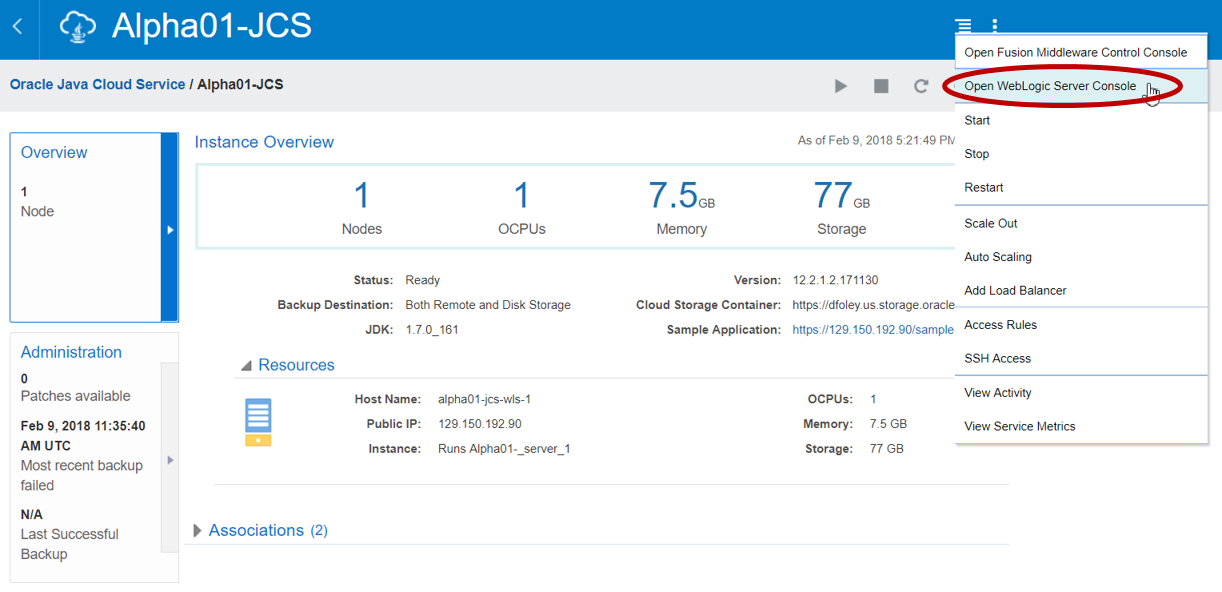 Alpha01-JCS
Oracle Java Cloud Service / Alpha01-JCS
Open Fusion Middleware Control Console
Open WebLogic Server Console
Start
Stop
Restart
Scale Out
Auto Scaling
Add Load Balancer
Access Rules
SSH Access
View Activity
View Service Metrics
Overview
1
Node
Administration
0
Patches available
Feb 9, 2018 11:35:40
AM UTC
Most recent backup
failed
N/A
Last Successful
Backup
Instance Overview
As of Feb 9, 2018 5:21:49 PM
1 1 7.5GB 77GB
Nodes OCPUs Memory Storage
Status: Ready Version: 12.2.1.2.171130
Backup Destination: Both Remote and Disk Storage Cloud Storage Container: https://dfoley.us.storage.oracle
JDK: 1.7.0_161 Sample Application: https://129.150.192.90/sample
Resources
Host Name: alpha01-jcs-wls-1 OCPUs: 1
Public IP: 129.150.192.90 Memory: 7.5 GB
Instance: Runs Alpha01-_server_1 Storage: 77 GB
Associations (2)